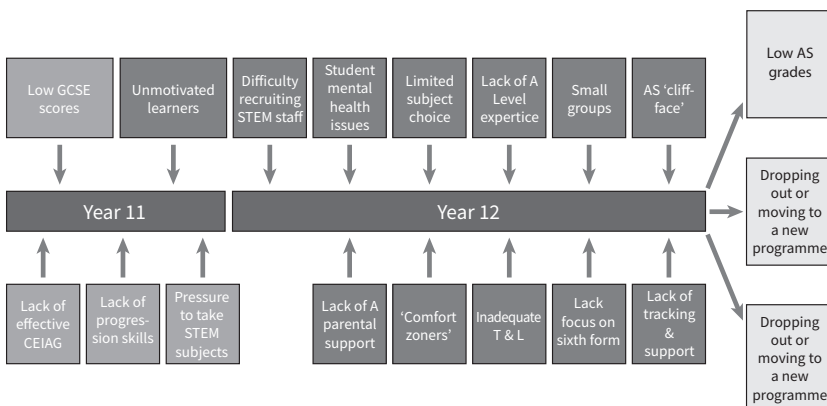 Low GCSE
scores
Unmotivated
learners
Difficulty
recruiting
STEM staff
Student
mental
health
issues
Limited
subject
choice
Lack of A
Level
expertice
Small
groups
AS ‘cliff-
face’
Low AS
grades
Year 11
Year 12
Dropping
out or
moving to
a new
programme
Lack of
effective
CEIAG
Lack of
progres-
sion skills
Pressure
to take
STEM
subjects
Lack of A
parental
support
‘Comfort
zoners’
Inadequate
T & L
Lack
focus on
sixth form
Lack of
tracking
&
support
Dropping
out or
moving to
a new
programme